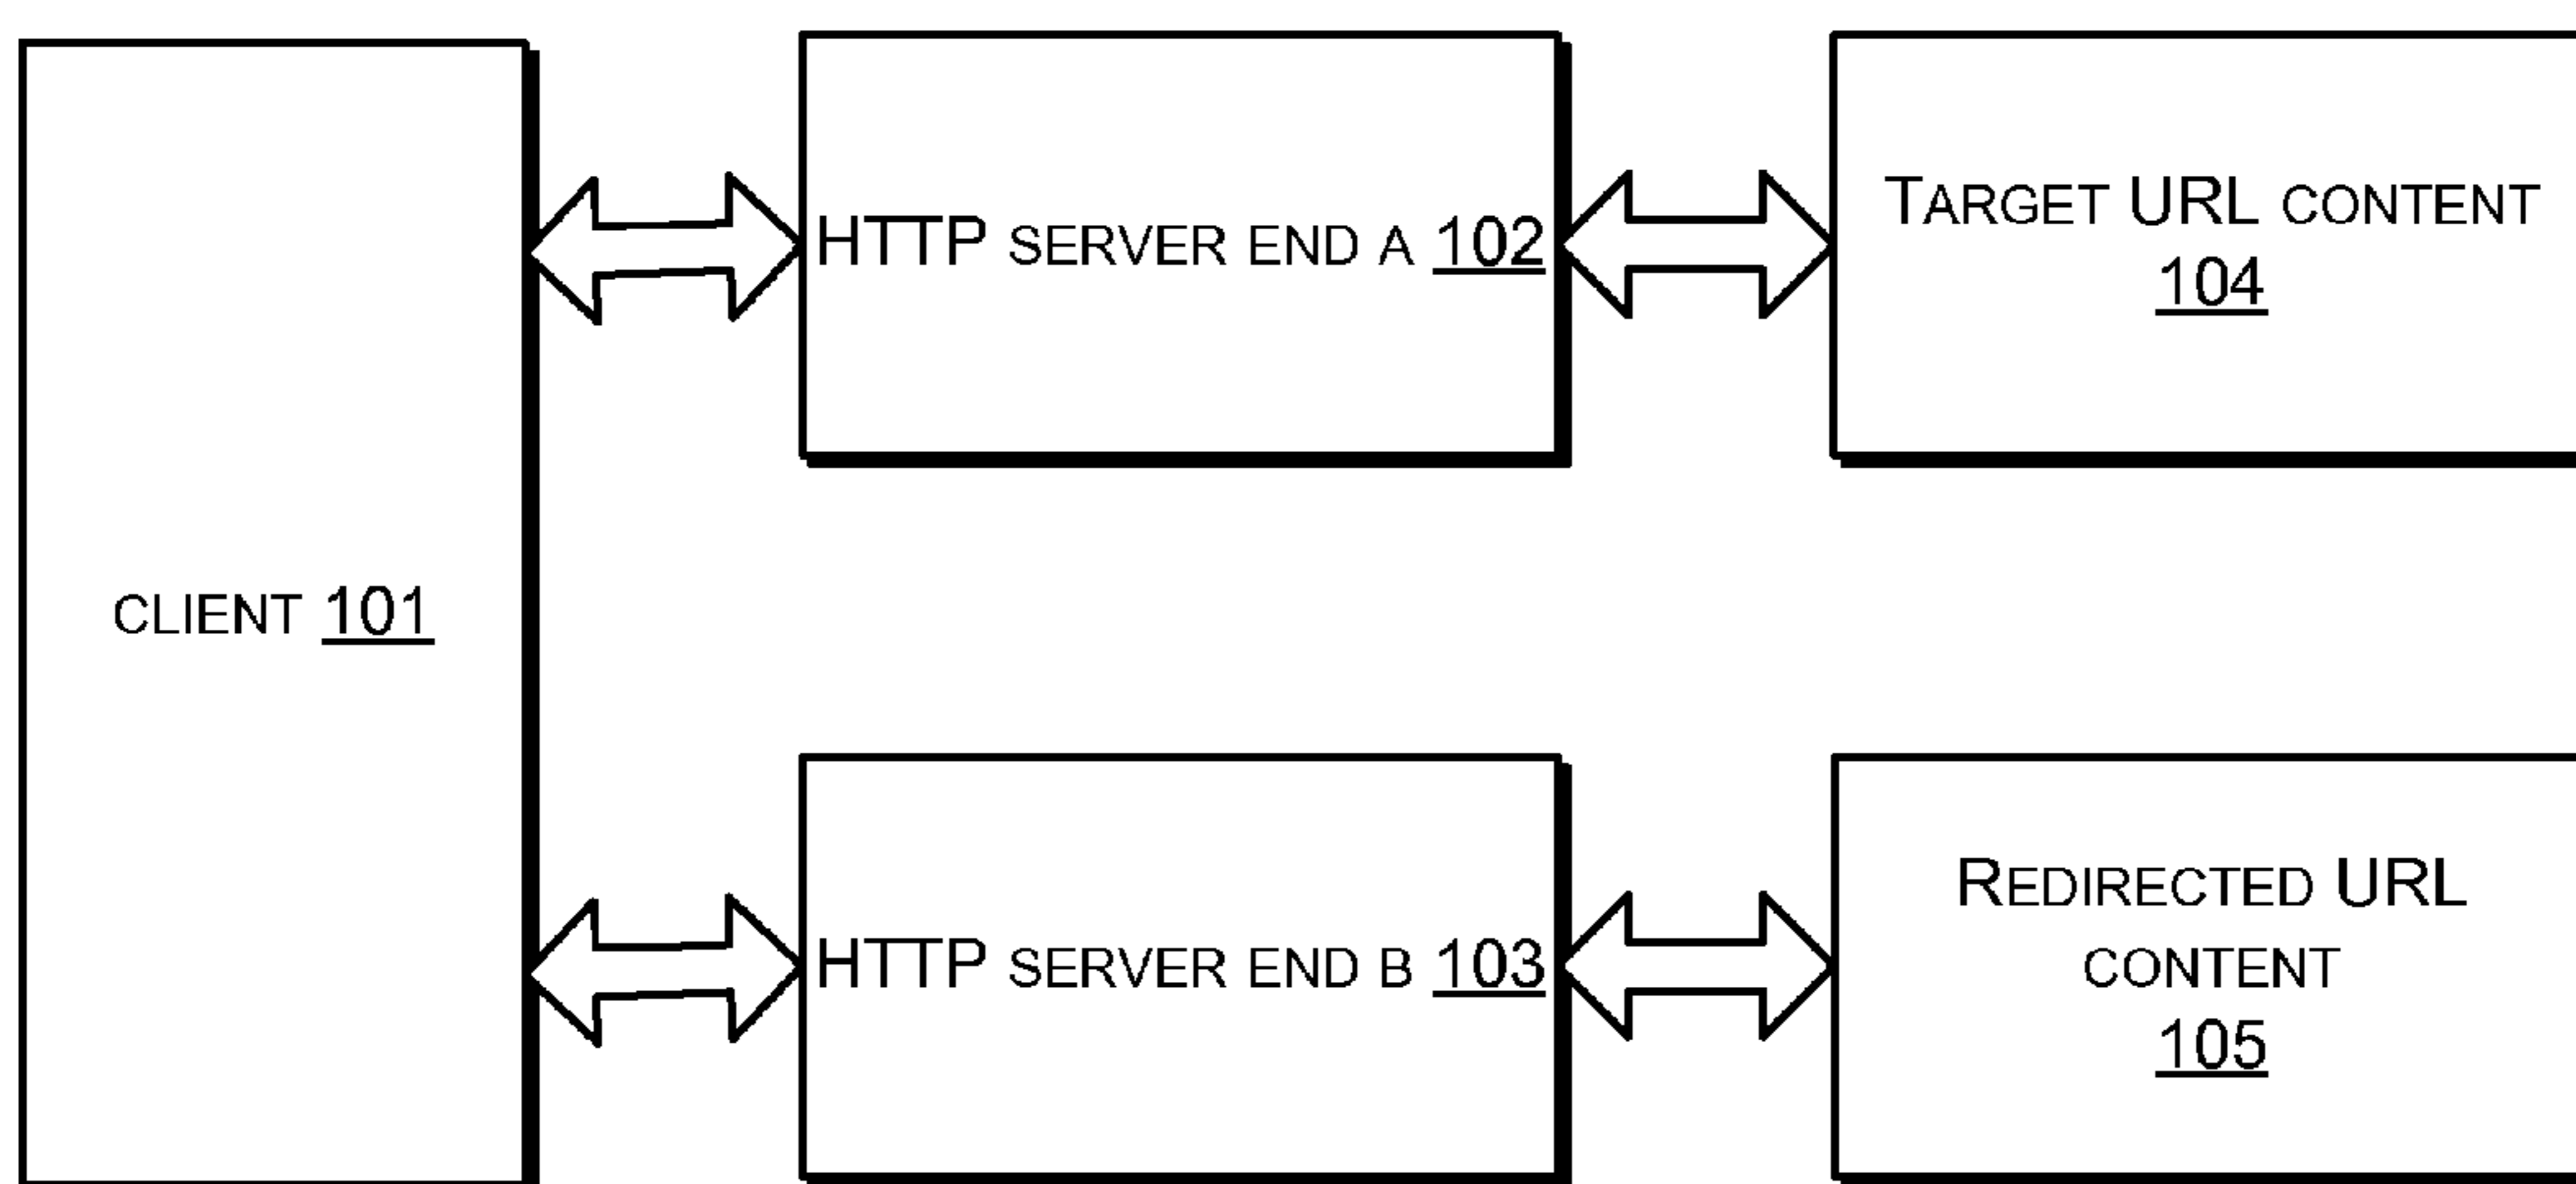 HTTP SERVER END A 102
TARGET URL CONTENT
104
CLIENT 101
HTTP SERVER END B 103
REDIRECTED URL
CONTENT
105